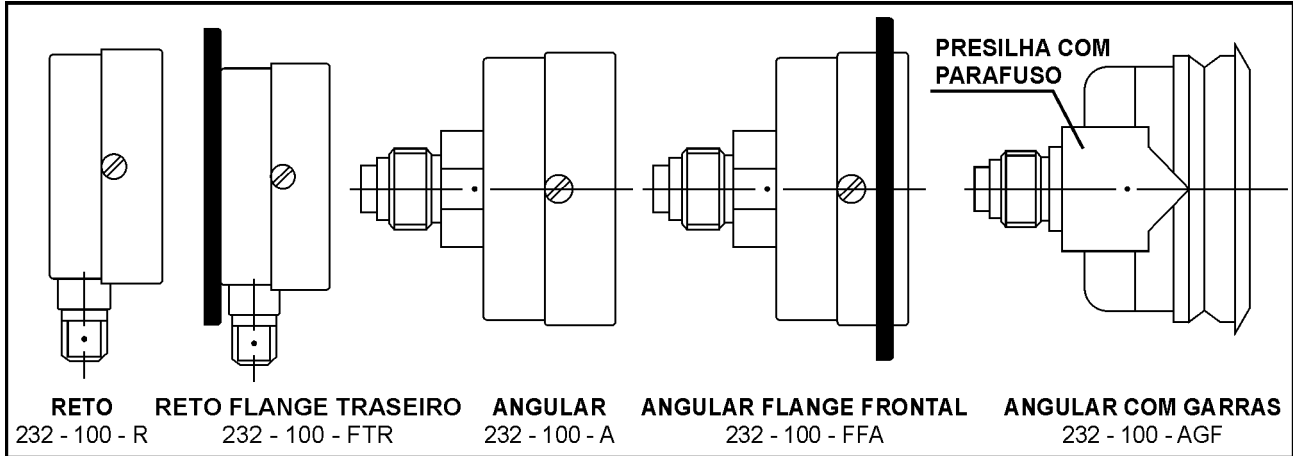 PRESILHA COM
PARAFUSO
RETO
232 - 100 - R
RETO FLANGE TRASEIRO
232 - 100 - FTR
ANGULAR
232 - 100 - A
ANGULAR FLANGE FRONTAL
232 - 100 - FFA
ANGULAR COM GARRAS
232 - 100 - AGF